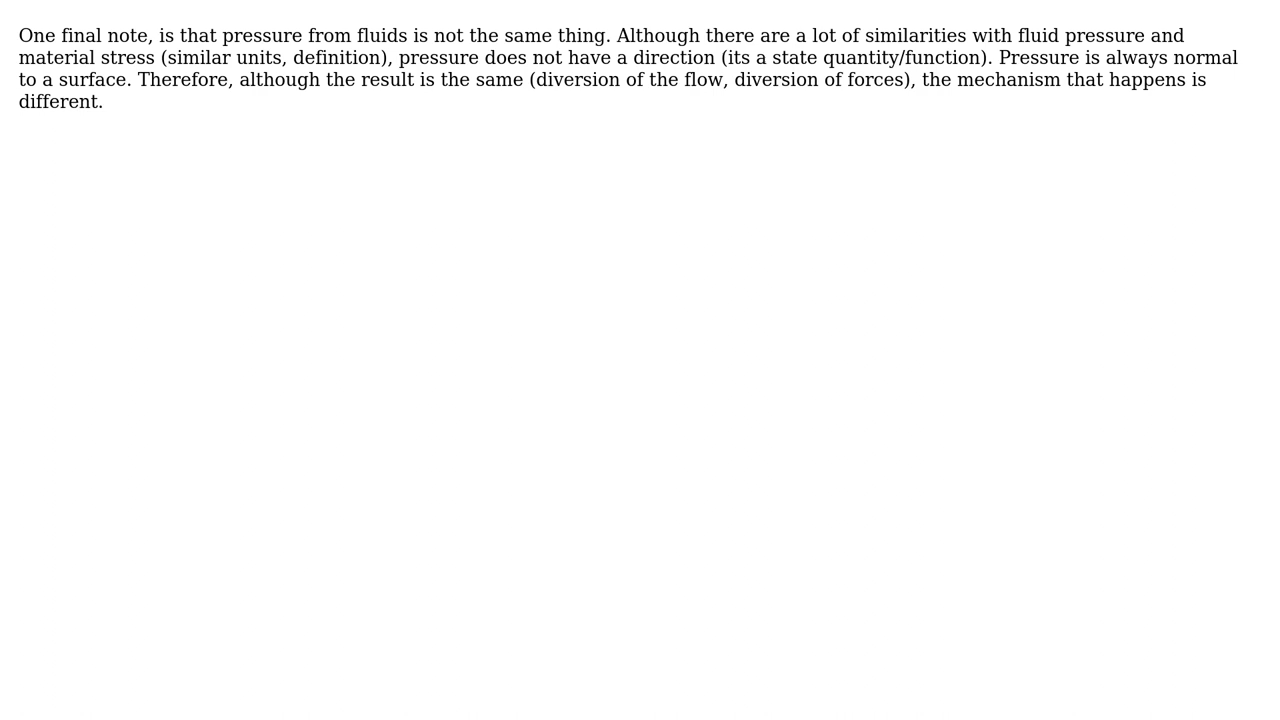 One final note, is that pressure from fluids is not the same thing. Although there are a lot of similarities with fluid pressure and
material stress (similar units, definition), pressure does not have a direction (its a state quantity/function). Pressure is always normal
to a surface. Therefore, although the result is the same (diversion of the flow, diversion of forces), the mechanism that happens is
different.